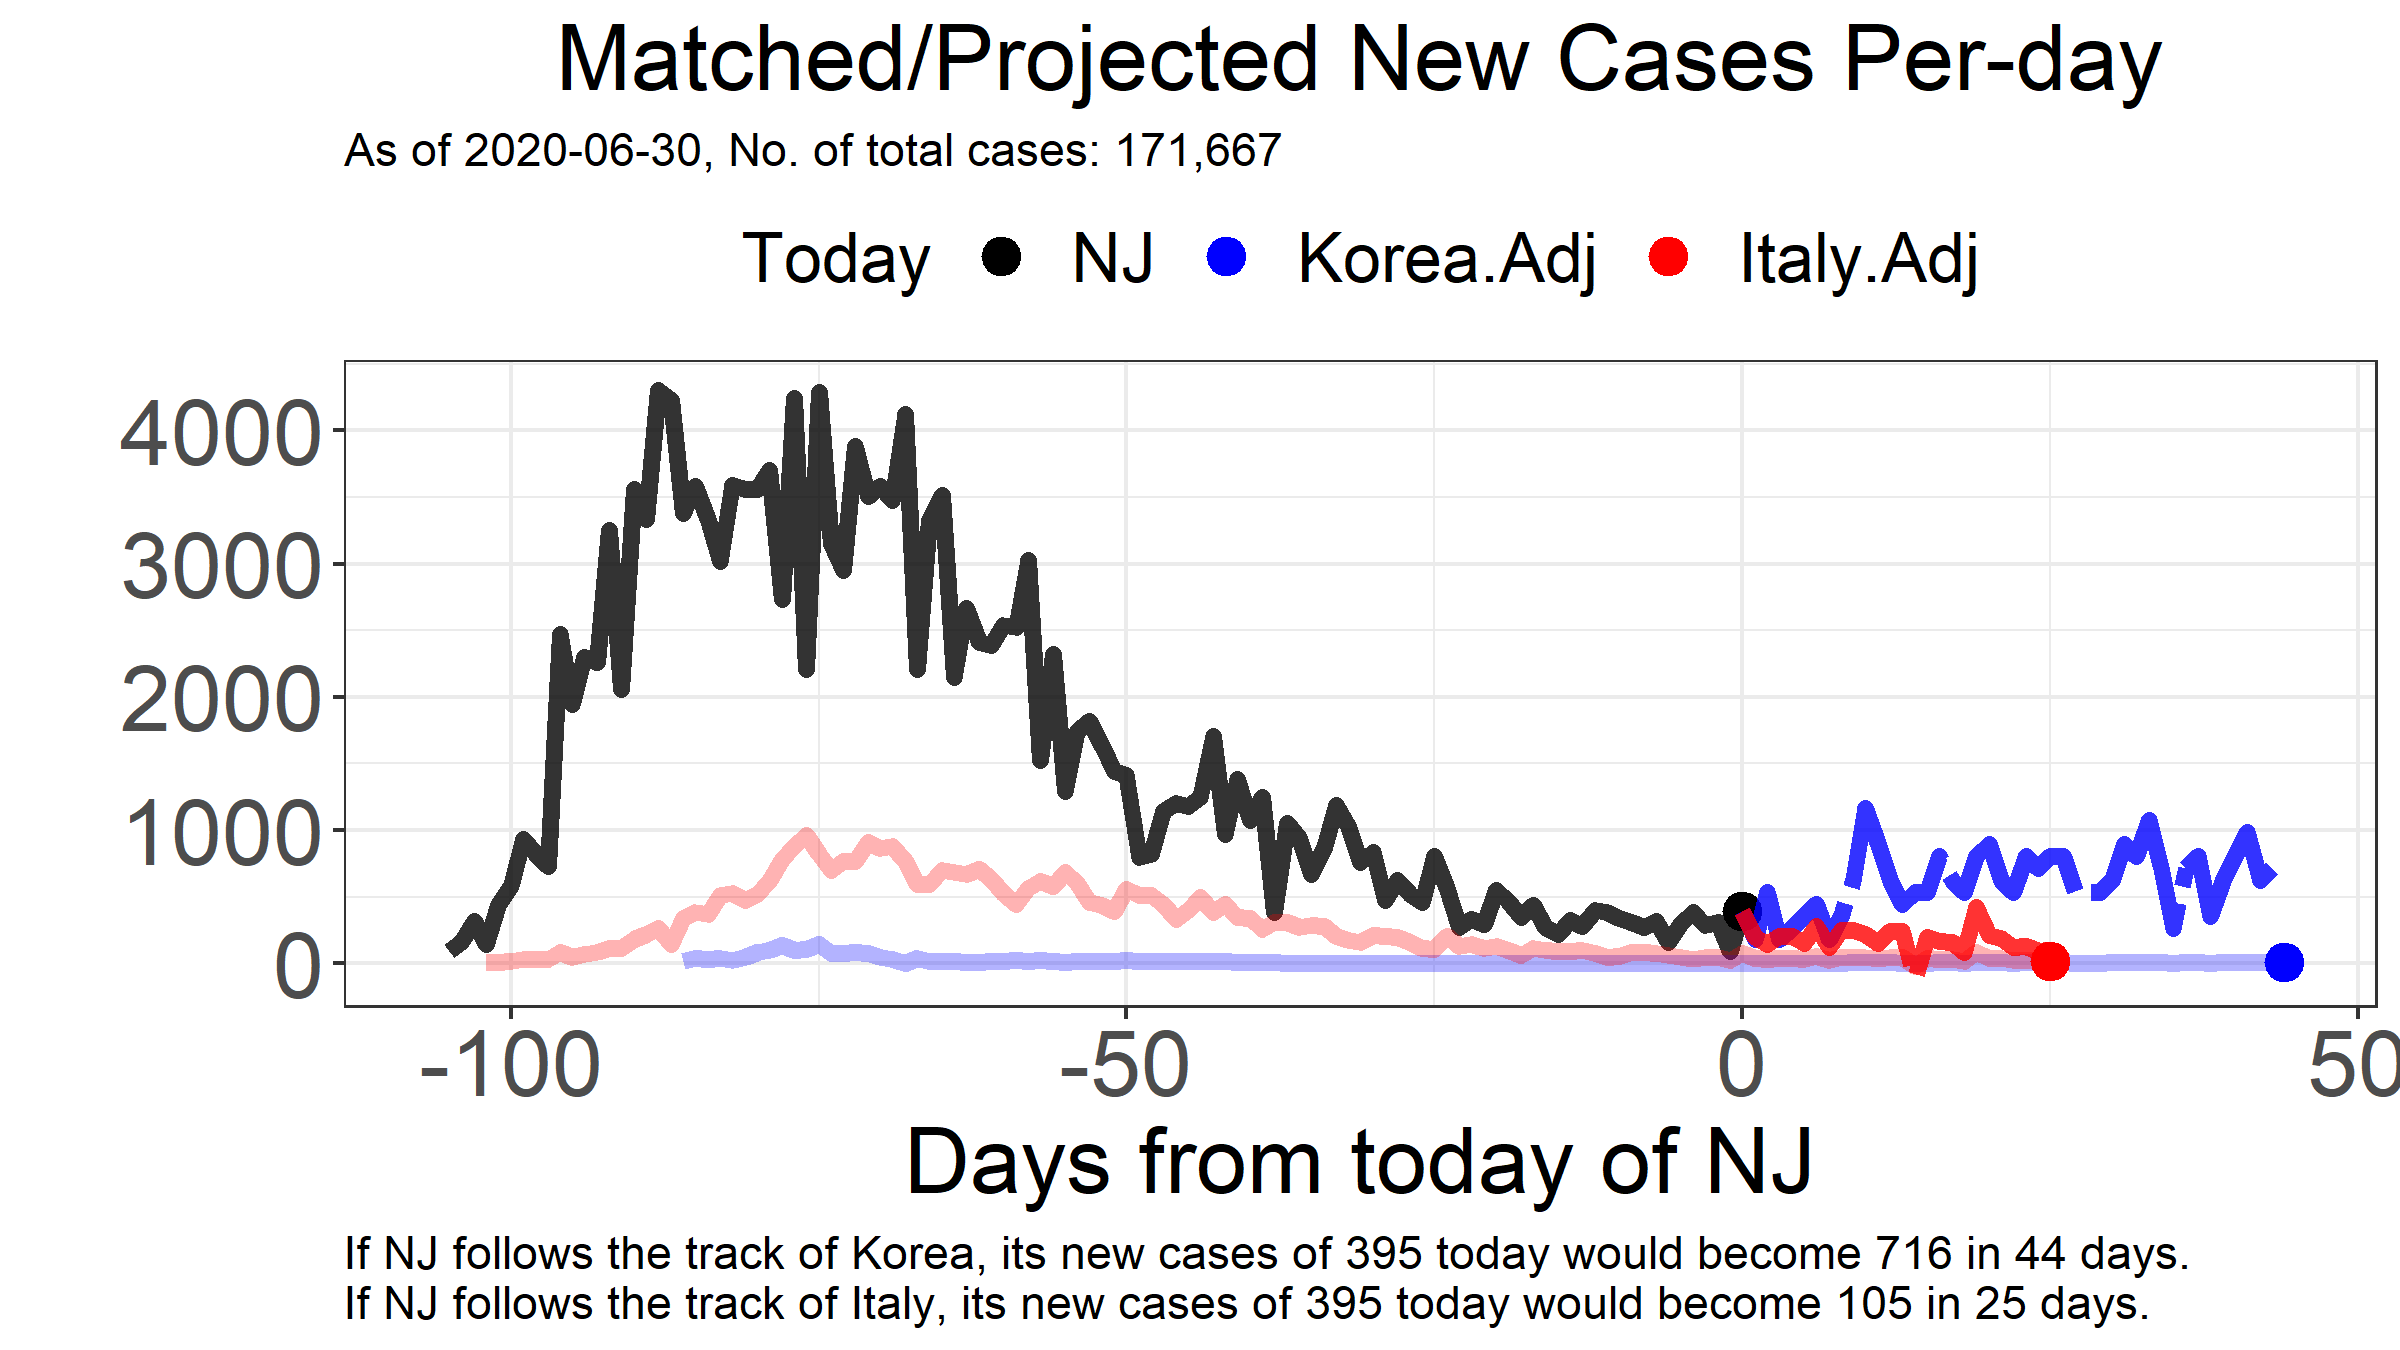 Matched/Projected New Cases Per-day
As of 2020-06-30, No. of total cases: 171,667
Today NJ Korea.Adj Italy.Adj
4000
3000
2000
1000
0
-100 -50 0 50
Days from today of NJ
If NJ follows the track of Korea, its new cases of 395 today would become 716 in 44 days.
If NJ follows the track of Italy, its new cases of 395 today would become 105 in 25 days.